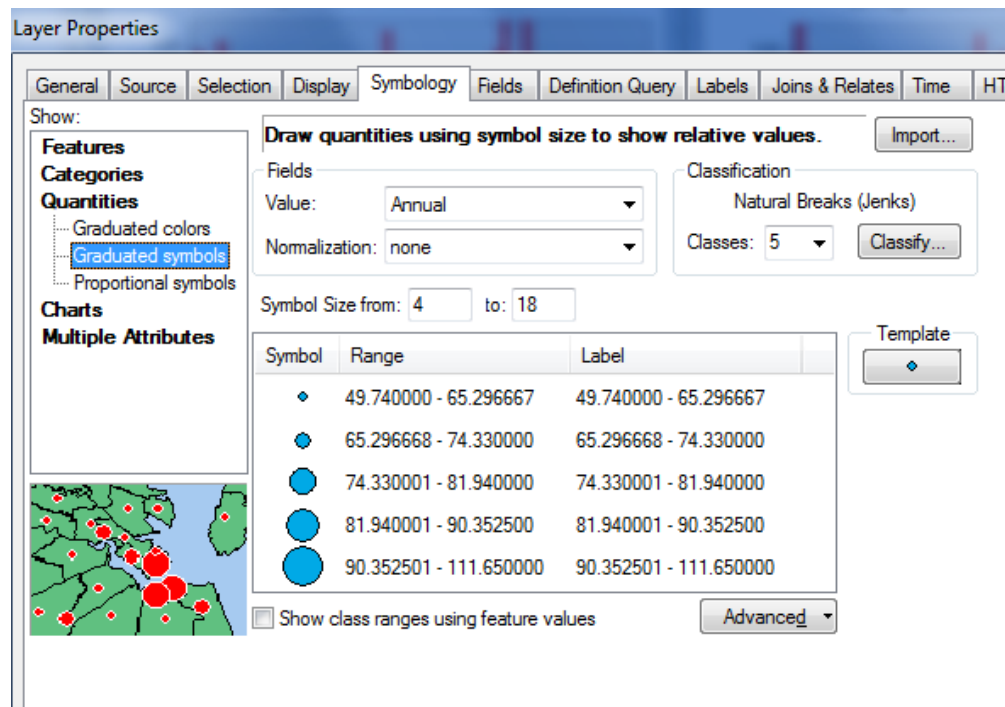 Layer Properties
General Source Selection Display Symbology Fields Definition Query Labels Joins & Relates Time HT
Show:
Features
Categories
Quantities
Graduated colors
Graduated symbols
Proportional symbols
Charts
Multiple Attributes
Draw quantities using symbol size to show relative values.
Import...
Fields
Value: Annual
Normalization: none
Classification
Natural Breaks (Jenks)
Classes: 5 Classify...
Symbol Size from: 4 to: 18
Symbol Range Label
49.740000 - 65.296667 49.740000 - 65.296667
65.296668 - 74.330000 65.296668 - 74.330000
74.330001 - 81.940000 74.330001 - 81.940000
81.940001 - 90.352500 81.940001 - 90.352500
90.352501 - 111.650000 90.352501 - 111.650000
Template
Show class ranges using feature values
Advanced